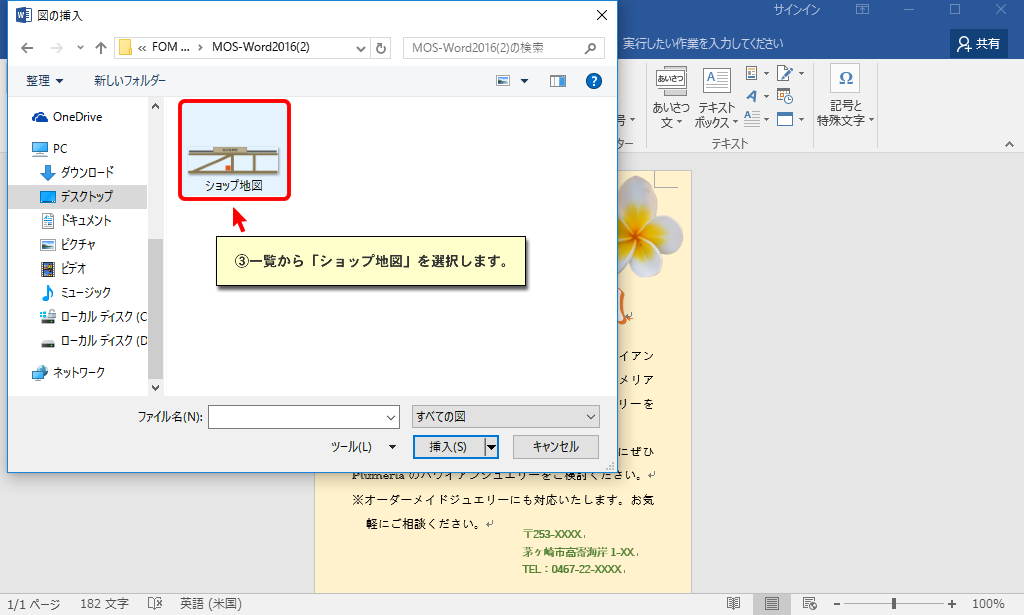 図の挿入
サインイン
« FOM ... › MOS-Word2016(2)
MOS-Word2016(2)の検索
実行したい作業を入力してください
共有
整理
新しいフォルダー
OneDrive
PC
ダウンロード
デスクトップ
ドキュメント
ピクチャ
ビデオ
ミュージック
ローカル ディスク (C
ローカル ディスク (D
ネットワーク
ショップ地図
③一覧から「ショップ地図」を選択します。
ファイル名(N):
すべての図
ツール(L)
挿入(S)
キャンセル
号
ター
あいさつ
あいさつ
文
テキスト
ボックス
テキスト
記号と
特殊文字
イアン
メリア
リーを
にぜひ
Plumeria のハワイアンジュエリーをご検討ください。
※オーダーメイドジュエリーにも対応いたします。お気
軽にご相談ください。
〒253-XXXX
茅ヶ崎市高寄海岸 1-XX
TEL：0467-22-XXXX
1/1 ページ
182 文字
英語 (米国)
100%